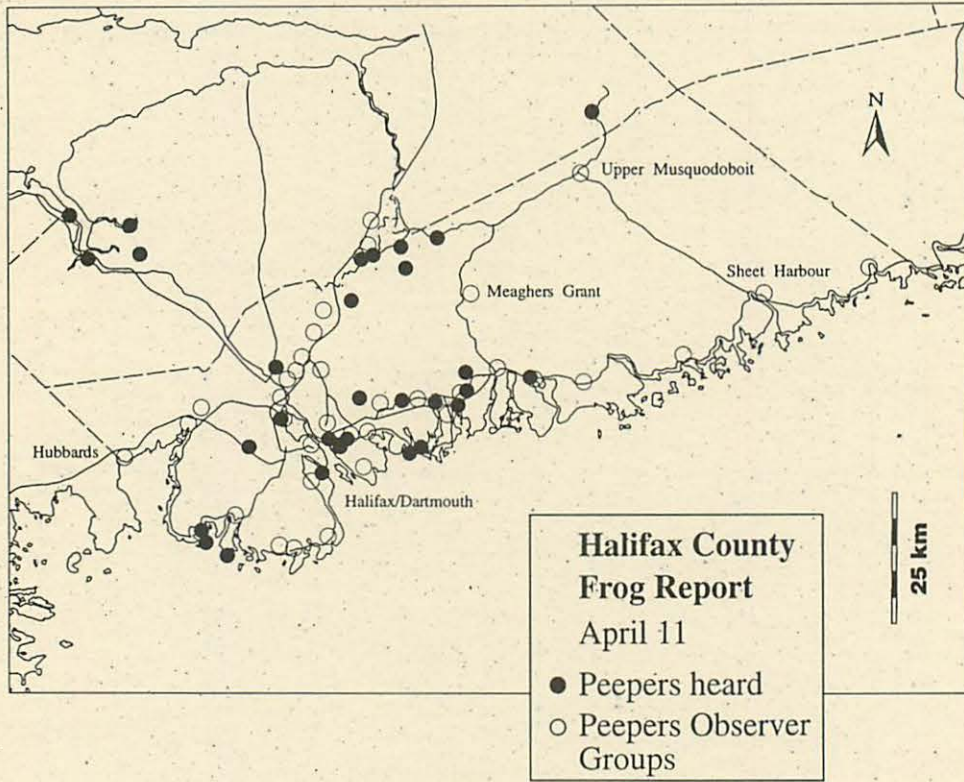 N
Upper Musquodoboit
Sheet Harbour
Meaghers Grant
Hubbards
Halifax/Dartmouth
25 km
Halifax County
Frog Report
April 11
Peepers heard
Peepers Observer
Groups